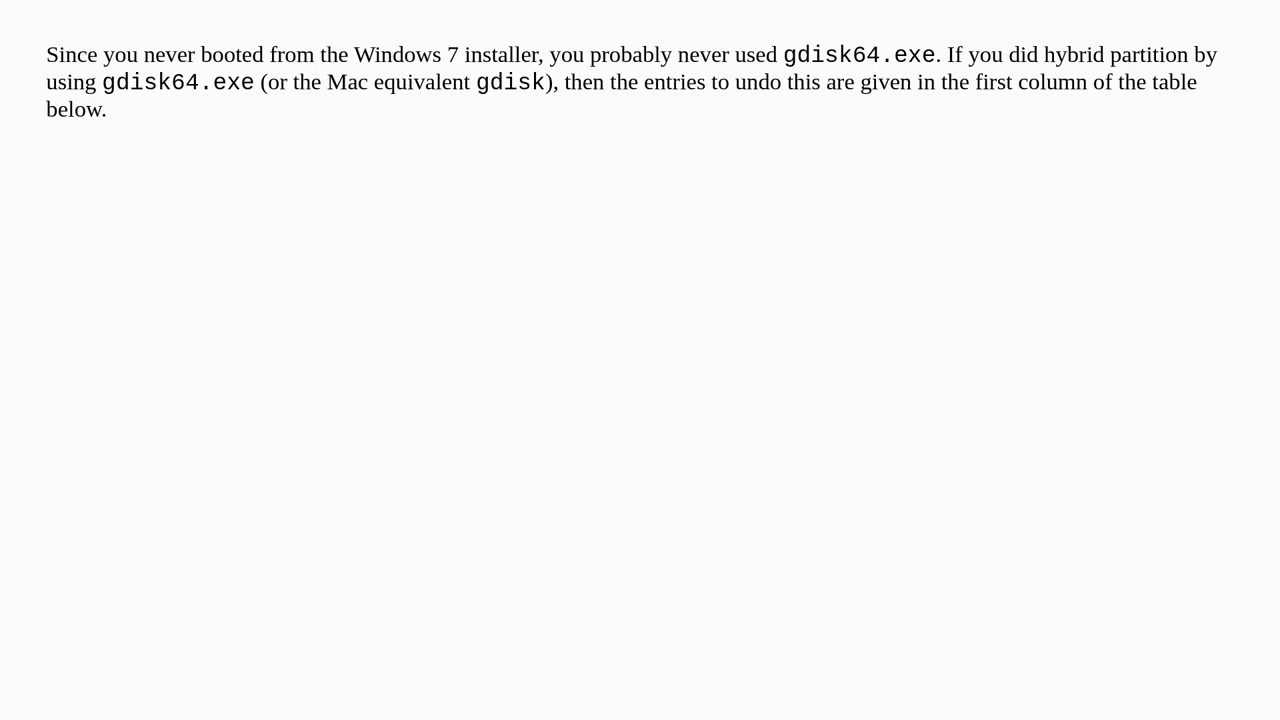 Since you never booted from the Windows 7 installer, you probably never used gdisk64.exe. If you did hybrid partition by
using gdisk64.exe (or the Mac equivalent gdisk), then the entries to undo this are given in the first column of the table
below.